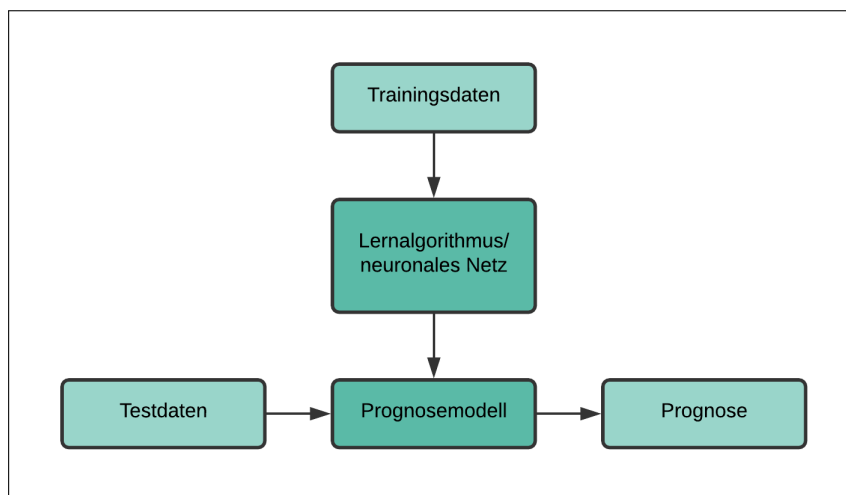 Trainingsdaten
Lernalgorithmus/
neuronales Netz
Testdaten
Prognosemodell
Prognose